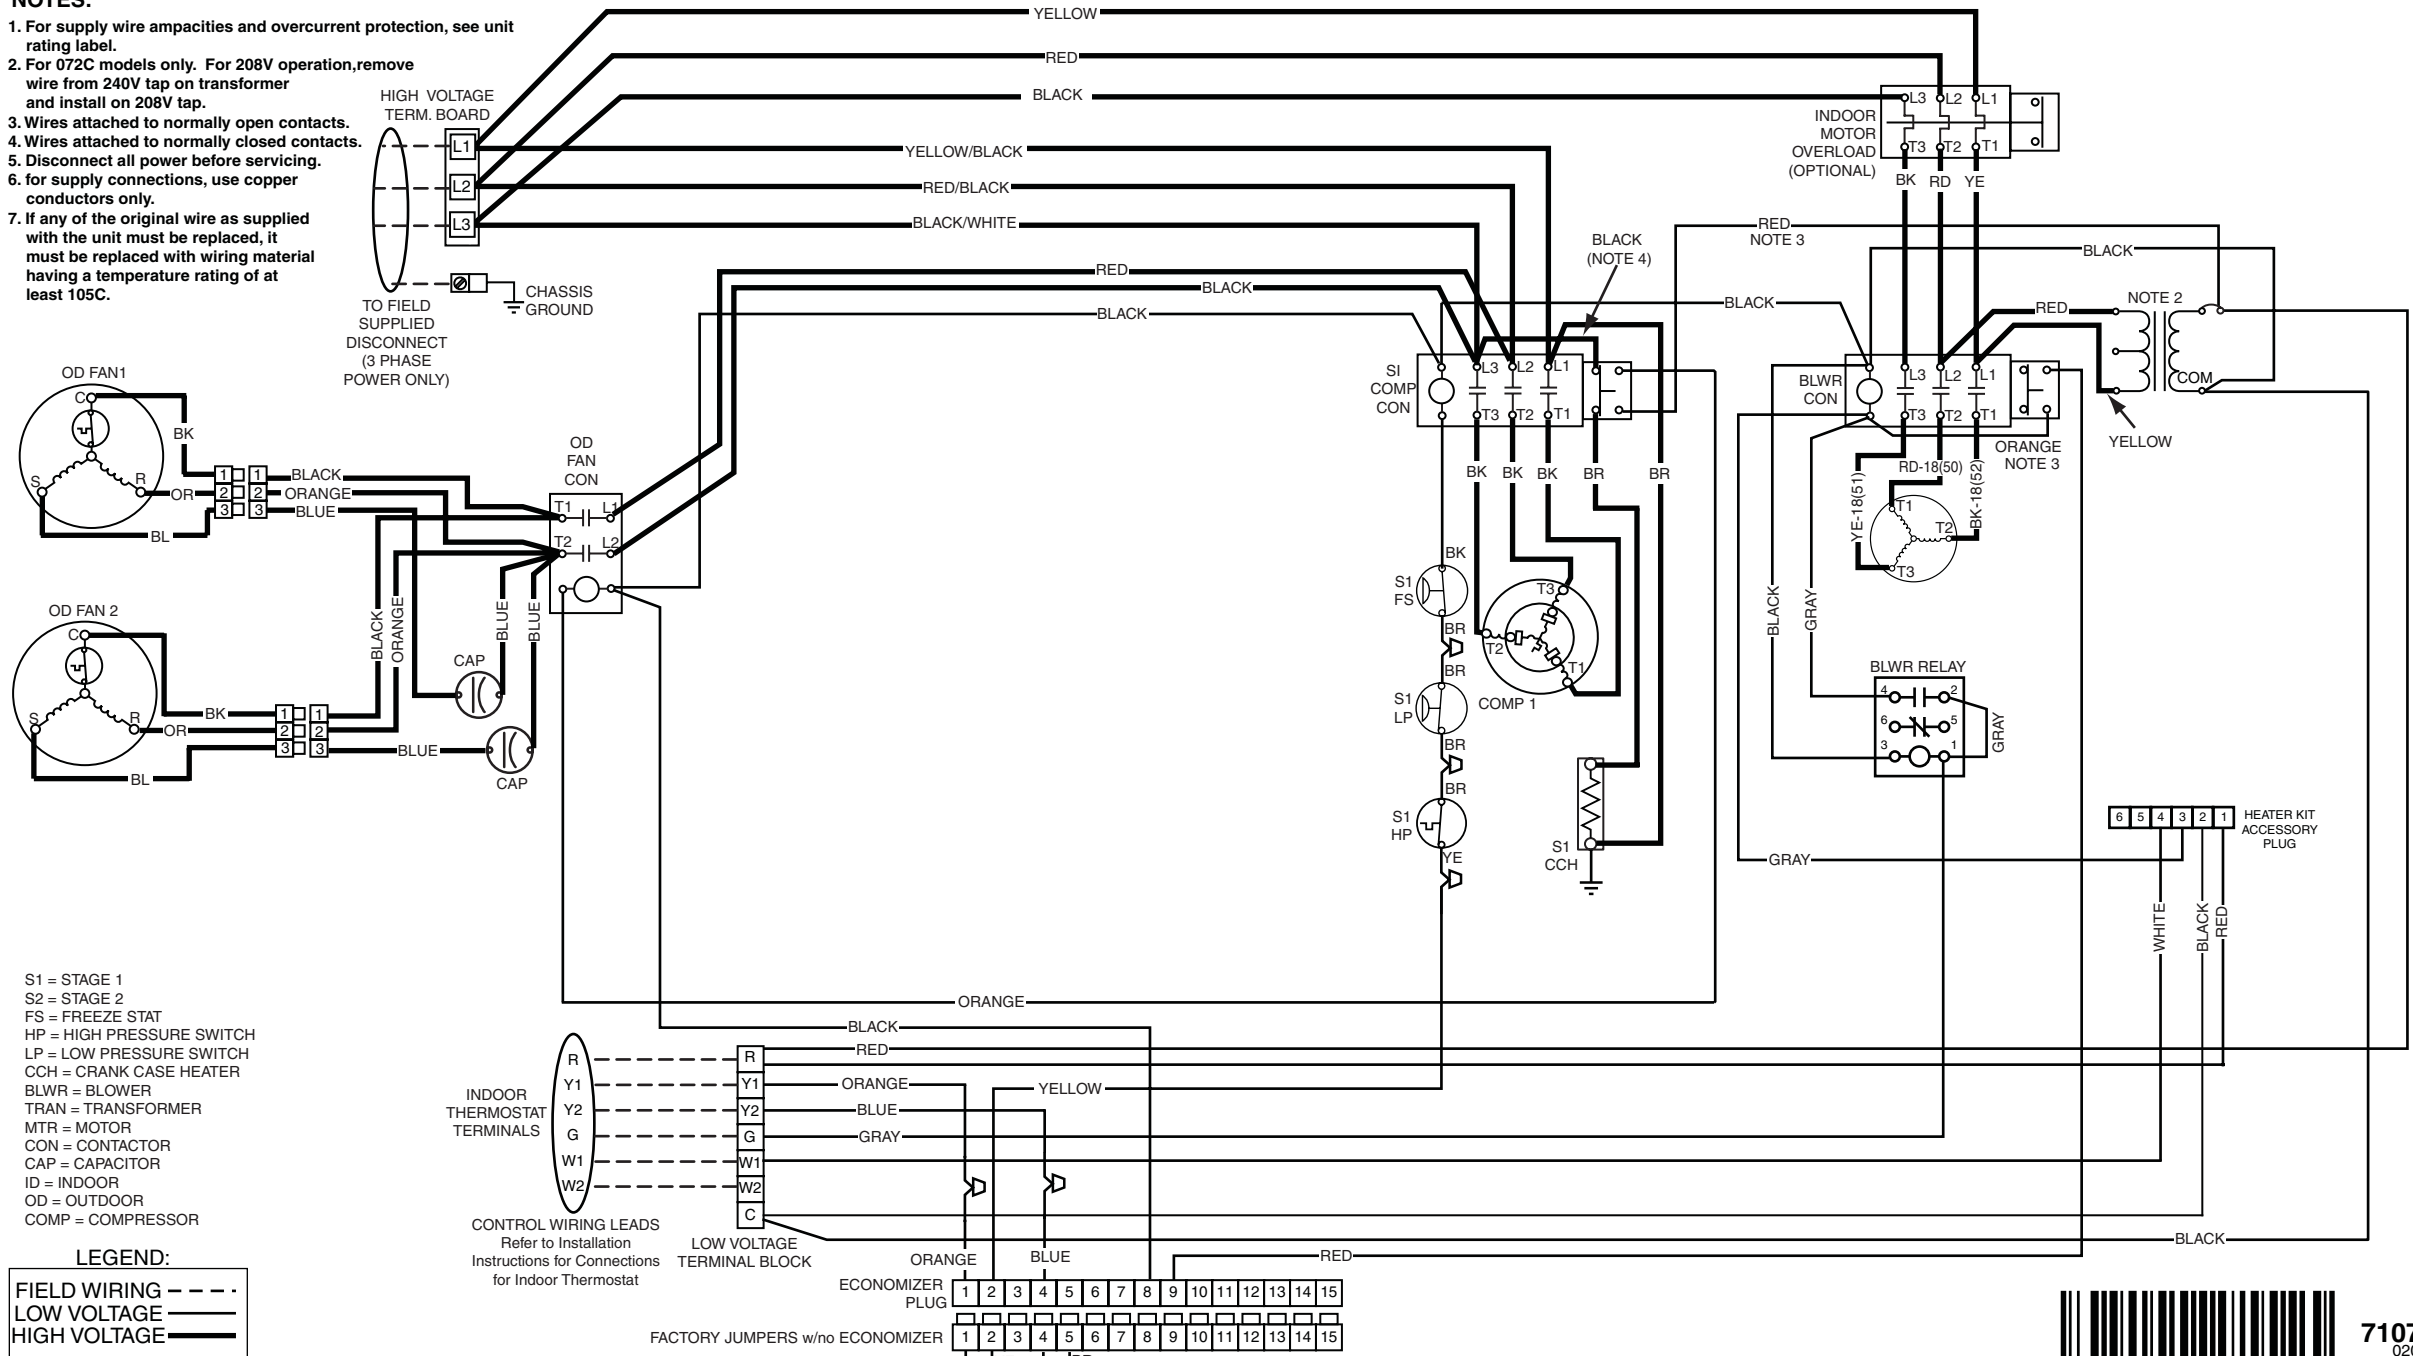 NOTES:
1. For supply wire ampacities and overcurrent protection, see unit
rating label.
2. For 072C models only. For 208V operation,remove
wire from 240V tap on transformer
and install on 208V tap.
3. Wires attached to normally open contacts.
4. Wires attached to normally closed contacts.
5. Disconnect all power before servicing.
6. for supply connections, use copper
conductors only.
7. If any of the original wire as supplied
with the unit must be replaced, it
must be replaced with wiring material
having a temperature rating of at
least 105C.
HIGH VOLTAGE
TERM. BOARD
L1
L2
L3
CHASSIS
GROUND
TO FIELD
SUPPLIED
DISCONNECT
(3 PHASE
POWER ONLY)
YELLOW
RED
BLACK
YELLOW/BLACK
RED/BLACK
BLACK/WHITE
RED
BLACK
BLACK
INDOOR
MOTOR
OVERLOAD
(OPTIONAL)
L3 L2 L1
T3 T2 T1
BK RD YE
BLACK
(NOTE 4)
RED
NOTE 3
BLACK
BLACK
RED
NOTE 2
COM
YELLOW
SI
COMP
CON
L3 L2 L1
T3 T2 T1
BK BK BK BR BR
BLWR
CON
L3 L2 L1
T3 T2 T1
ORANGE
NOTE 3
YE-18(51)
RD-18(50)
BK-18(52)
T1
T2
T3
OD FAN1
C
S
R
BK
OR
BL
1 1
2 2
3 3
BLACK
ORANGE
BLUE
OD
FAN
CON
T1 L1
T2 L2
OD FAN 2
C
S
R
BK
OR
BL
1 1
2 2
3 3
BLACK
ORANGE
BLUE
BLUE
BLUE
CAP
CAP
BK
S1
FS
BR
BR
S1
LP
BR
BR
S1
HP
YE
T3
T2
T1
COMP 1
S1
CCH
BLACK
GRAY
BLWR RELAY
4 2
6 5
3 1
GRAY
GRAY
6 5 4 3 2 1
HEATER KIT
ACCESSORY
PLUG
WHITE
BLACK
RED
S1 = STAGE 1
S2 = STAGE 2
FS = FREEZE STAT
HP = HIGH PRESSURE SWITCH
LP = LOW PRESSURE SWITCH
CCH = CRANK CASE HEATER
BLWR = BLOWER
TRAN = TRANSFORMER
MTR = MOTOR
CON = CONTACTOR
CAP = CAPACITOR
ID = INDOOR
OD = OUTDOOR
COMP = COMPRESSOR
LEGEND:
FIELD WIRING
LOW VOLTAGE
HIGH VOLTAGE
ORANGE
BLACK
INDOOR
THERMOSTAT
TERMINALS
R R
Y1 Y1
Y2 Y2
G G
W1 W1
W2 W2
C
RED
ORANGE
YELLOW
BLUE
GRAY
CONTROL WIRING LEADS
Refer to Installation
Instructions for Connections
for Indoor Thermostat
LOW VOLTAGE
TERMINAL BLOCK
BLACK
ORANGE
BLUE
RED
ECONOMIZER
PLUG
1 2 3 4 5 6 7 8 9 10 11 12 13 14 15
FACTORY JUMPERS w/no ECONOMIZER
1 2 3 4 5 6 7 8 9 10 11 12 13 14 15
7107
020